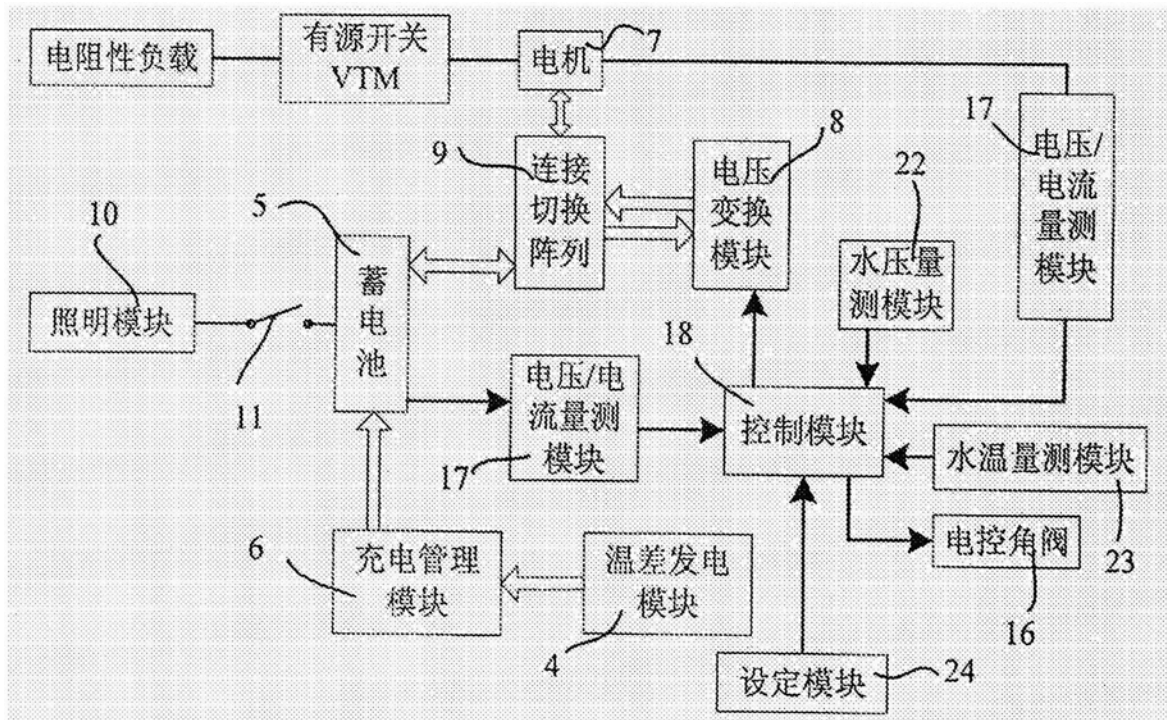 电阻性负载
有源开关
VTM
电机
7
17
电压/
电流量测
模块
9
连接
切换
阵列
8
电压
变换
模块
22
水压量
测模块
10
照明模块
11
5
蓄
电
池
电压/电
流量测
模块
17
18
控制模块
水温量测模块
23
电控角阀
16
6
充电管理
模块
温差发电
模块
4
设定模块
24